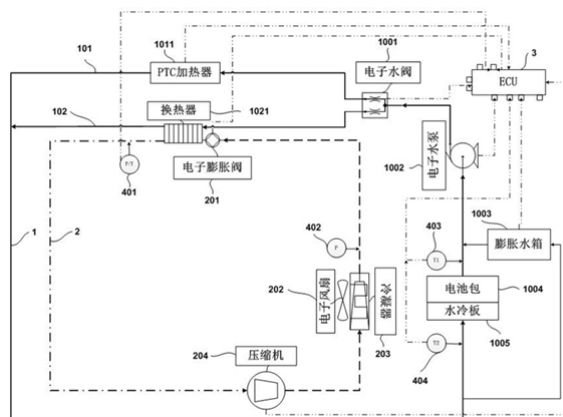 101
1011
PTC加热器
1001
电子水阀
3
ECU
102
换热器
1021
电子膨胀阀
201
P/T
401
电子水泵
1002
1003
膨胀水箱
402
P
403
T1
1
2
202
电子风扇
冷凝器
203
电池包
1004
水冷板
1005
204
压缩机
T2
404